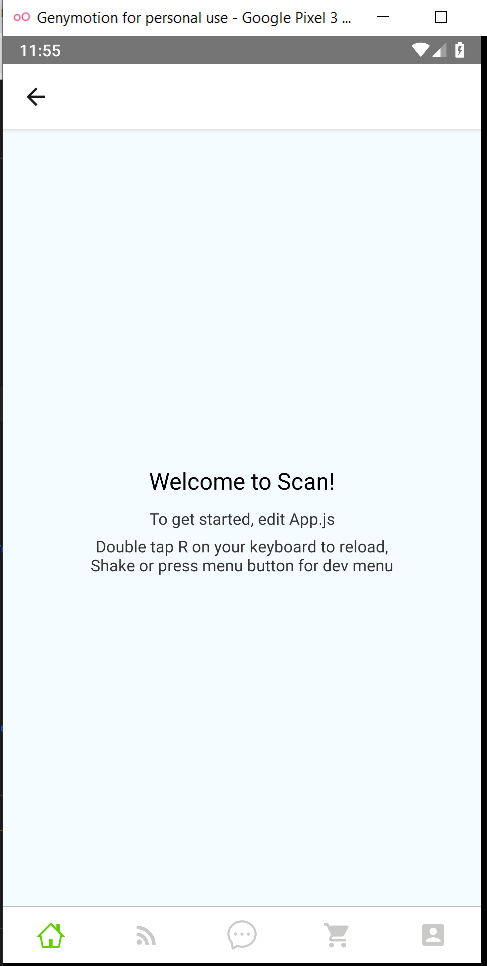 Genymotion for personal use - Google Pixel 3 ...
11:55
Welcome to Scan!
To get started, edit App.js
Double tap R on your keyboard to reload,
Shake or press menu button for dev menu